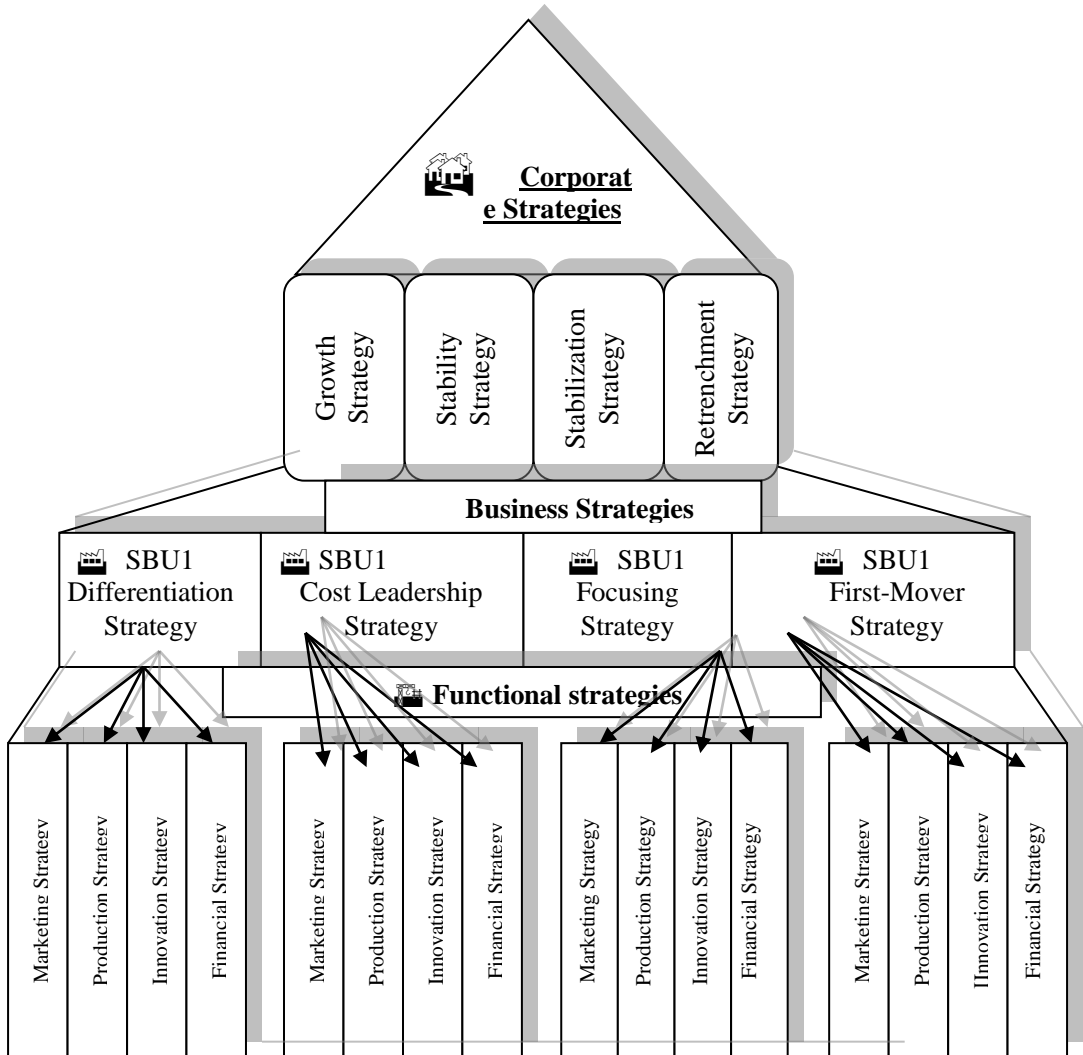 Corporat
e Strategies
Growth
Strategy
Stability
Strategy
Stabilization
Strategy
Retrenchment
Strategy
Business Strategies
SBU1
Differentiation
Strategy
SBU1
Cost Leadership
Strategy
SBU1
Focusing
Strategy
SBU1
First-Mover
Strategy
Functional strategies
Marketing Strategy
Production Strategy
Innovation Strategy
Financial Strategy
Marketing Strategy
Production Strategy
Innovation Strategy
Financial Strategy
Marketing Strategy
Production Strategy
Innovation Strategy
Financial Strategy
Marketing Strategy
Production Strategy
IInnovation Strategy
Financial Strategy